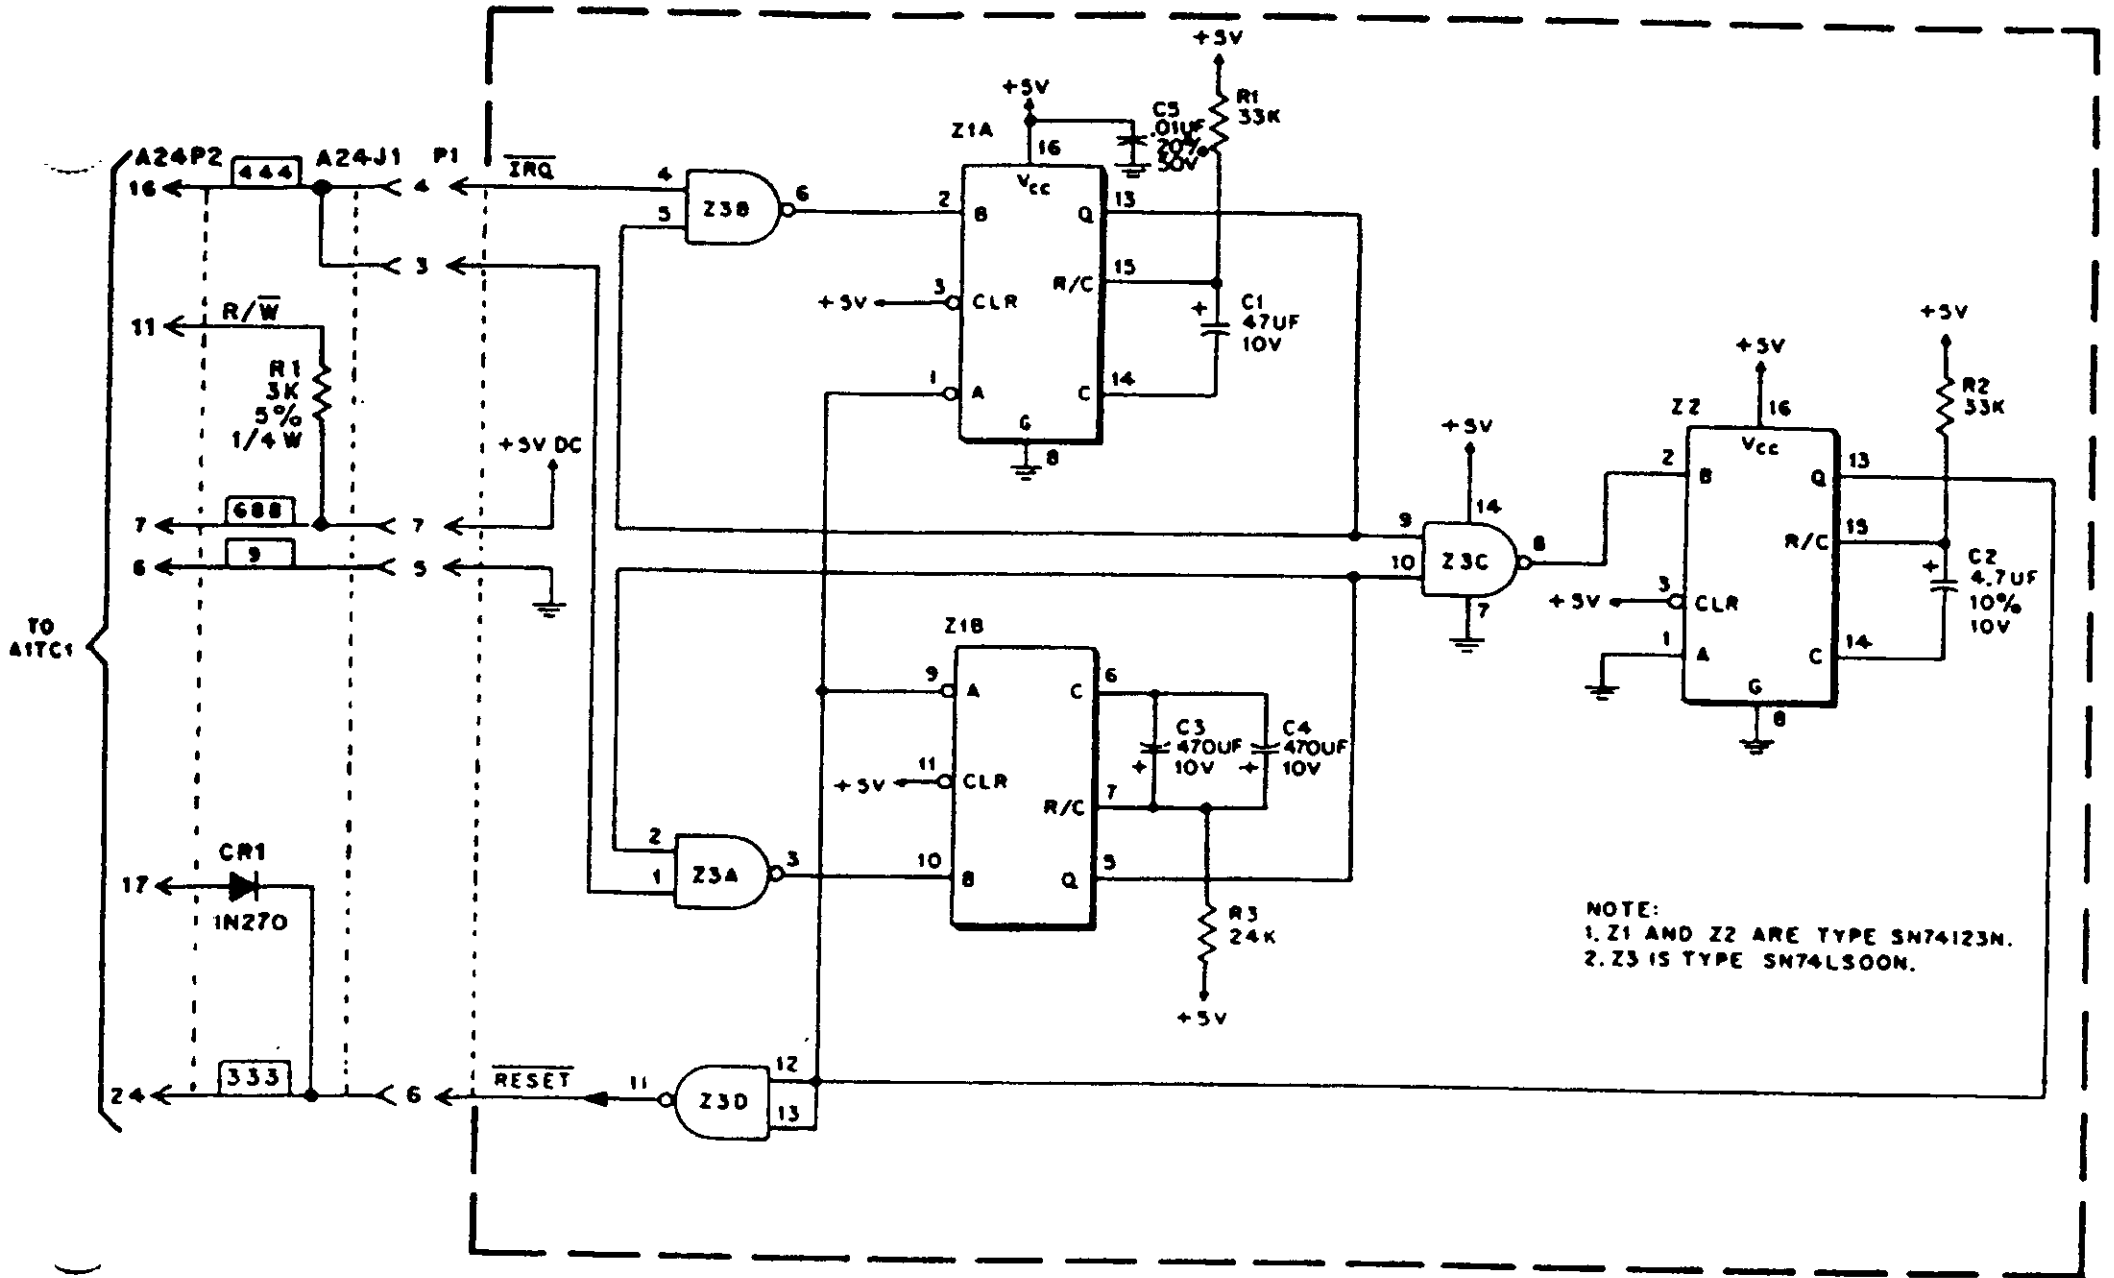 +5V
+5V
C5
.01UF
20%
50V
R1
33K
Z1A
16
VCC
A24P2
444
A24J1
P1
16
4
IRQ
4
5
Z3B
6
2
B
Q
13
3
R/C
15
+5V
3
CLR
C1
47UF
10V
+
11
R/W
R1
3K
5%
1/4W
1
A
C
14
G
8
+5V DC
7
688
7
6
9
5
TO
A1TC1
+5V
14
9
10
Z3C
8
7
+5V
+5V
R2
33K
Z2
16
VCC
2
B
Q
13
R/C
15
+
C2
4.7UF
10%
10V
+5V
3
CLR
1
A
C
14
G
8
Z1B
9
A
C
6
C3
470UF
10V
+
C4
470UF
10V
+
+5V
11
CLR
R/C
7
2
1
Z3A
3
10
B
Q
5
R3
24K
+5V
17
CR1
1N270
NOTE:
1. Z1 AND Z2 ARE TYPE SN74123N.
2. Z3 IS TYPE SN74LS00N.
24
333
6
RESET
11
Z3D
12
13